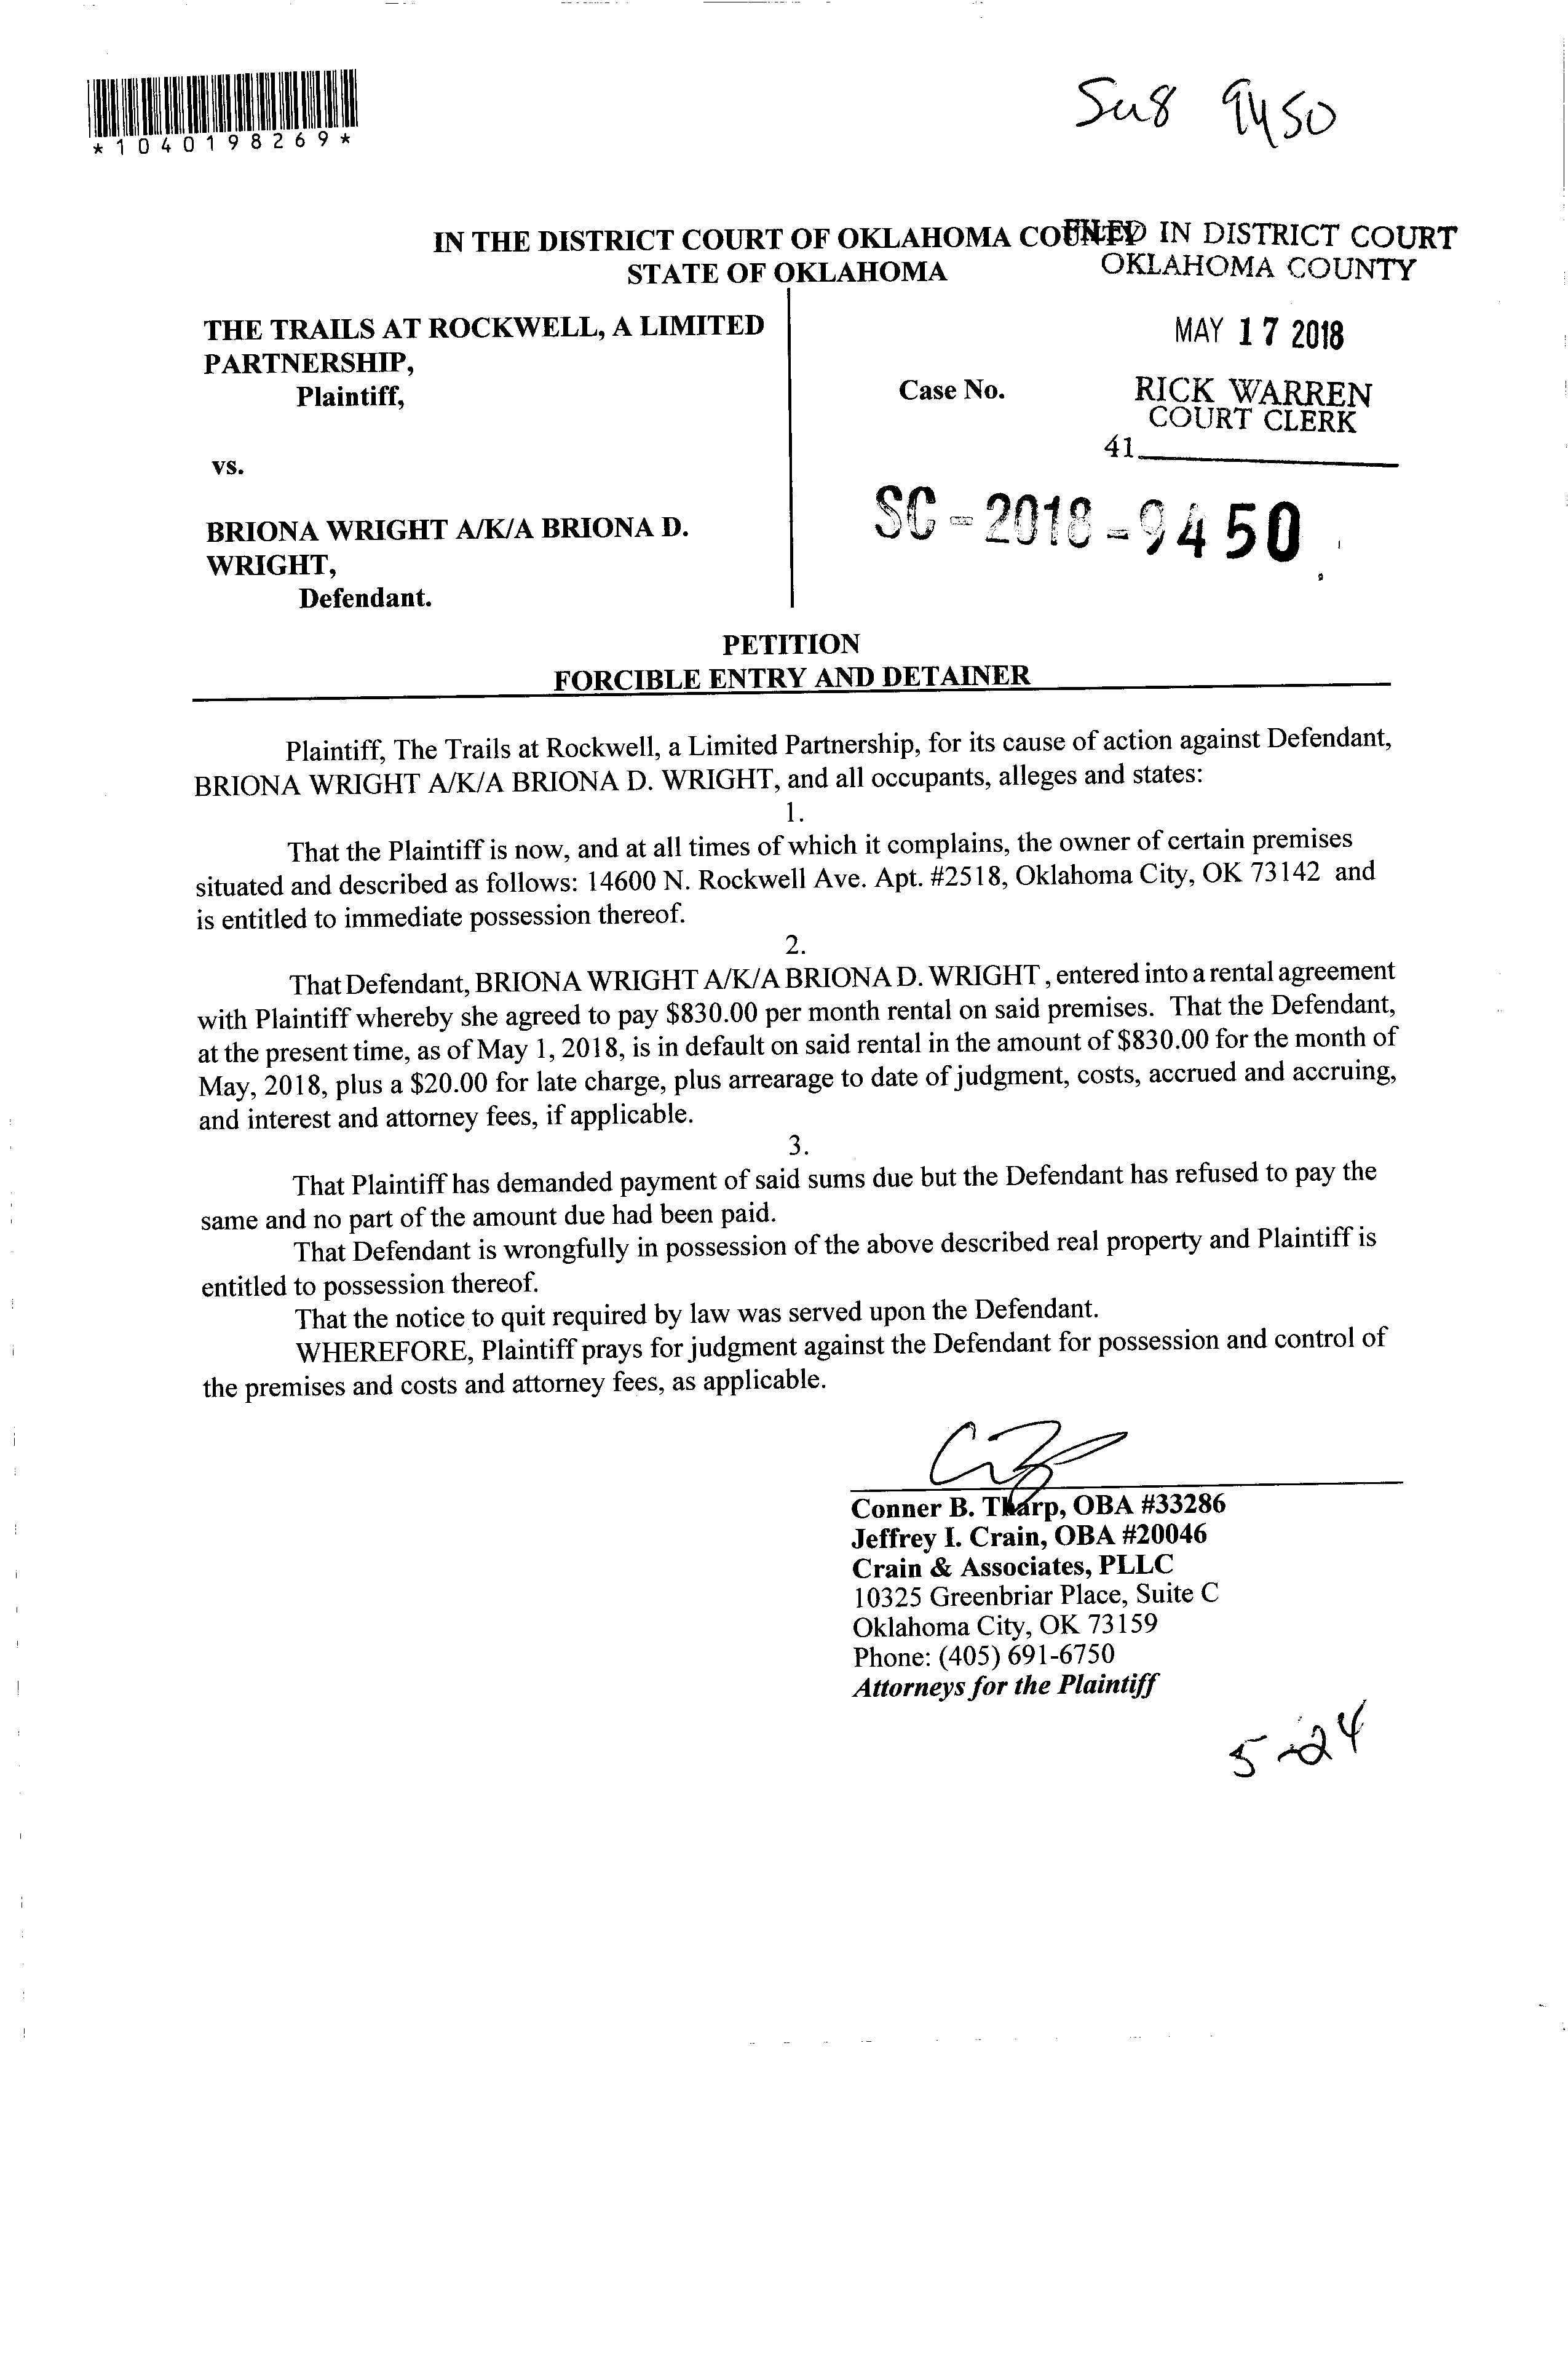 *1040198269*
Su8 9450
IN THE DISTRICT COURT OF OKLAHOMA COUNTY
STATE OF OKLAHOMA
FILED IN DISTRICT COURT
OKLAHOMA COUNTY
MAY 17 2018
RICK WARREN
COURT CLERK
41
THE TRAILS AT ROCKWELL, A LIMITED
PARTNERSHIP,
Plaintiff,
Case No.
vs.
SC-2018-9450
BRIONA WRIGHT A/K/A BRIONA D.
WRIGHT,
Defendant.
PETITION
FORCIBLE ENTRY AND DETAINER
Plaintiff, The Trails at Rockwell, a Limited Partnership, for its cause of action against Defendant,
BRIONA WRIGHT A/K/A BRIONA D. WRIGHT, and all occupants, alleges and states:
1.
That the Plaintiff is now, and at all times of which it complains, the owner of certain premises
situated and described as follows: 14600 N. Rockwell Ave. Apt. #2518, Oklahoma City, OK 73142 and
is entitled to immediate possession thereof.
2.
That Defendant, BRIONA WRIGHT A/K/A BRIONA D. WRIGHT , entered into a rental agreement
with Plaintiff whereby she agreed to pay $830.00 per month rental on said premises. That the Defendant,
at the present time, as of May 1, 2018, is in default on said rental in the amount of $830.00 for the month of
May, 2018, plus a $20.00 for late charge, plus arrearage to date of judgment, costs, accrued and accruing,
and interest and attorney fees, if applicable.
3.
That Plaintiff has demanded payment of said sums due but the Defendant has refused to pay the
same and no part of the amount due had been paid.
That Defendant is wrongfully in possession of the above described real property and Plaintiff is
entitled to possession thereof.
That the notice to quit required by law was served upon the Defendant.
WHEREFORE, Plaintiff prays for judgment against the Defendant for possession and control of
the premises and costs and attorney fees, as applicable.
Conner B. Tharp, OBA #33286
Jeffrey I. Crain, OBA #20046
Crain & Associates, PLLC
10325 Greenbriar Place, Suite C
Oklahoma City, OK 73159
Phone: (405) 691-6750
Attorneys for the Plaintiff
5-24